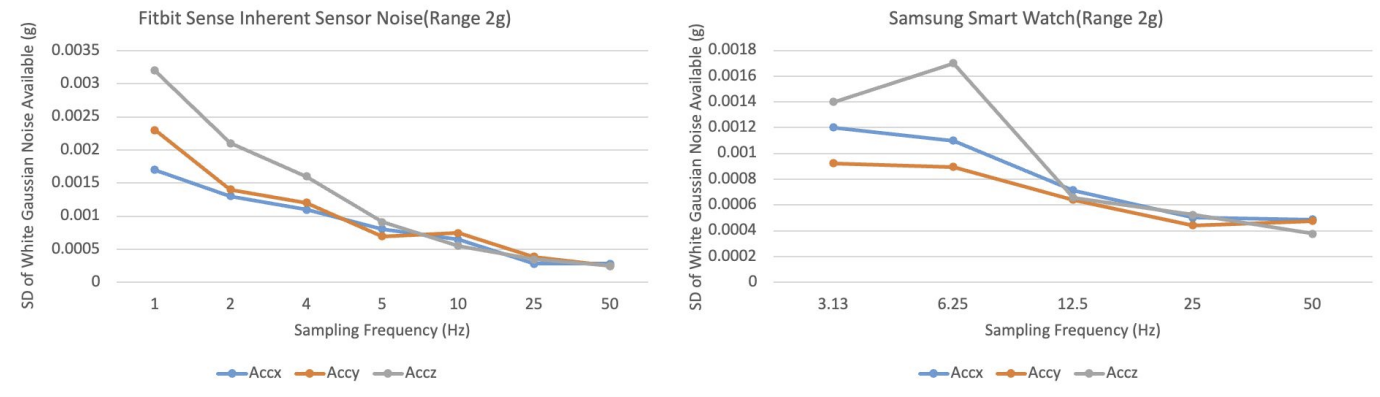 Fitbit Sense Inherent Sensor Noise(Range 2g)
SD of White Gaussian Noise Available (g)
0.0035
0.003
0.0025
0.002
0.0015
0.001
0.0005
0
1 2 4 5 10 25 50
Sampling Frequency (Hz)
Accx Accy Accz
Samsung Smart Watch(Range 2g)
SD of White Gaussian Noise Available (g)
0.0018
0.0016
0.0014
0.0012
0.001
0.0008
0.0006
0.0004
0.0002
0
3.13 6.25 12.5 25 50
Sampling Frequency (Hz)
Accx Accy Accz